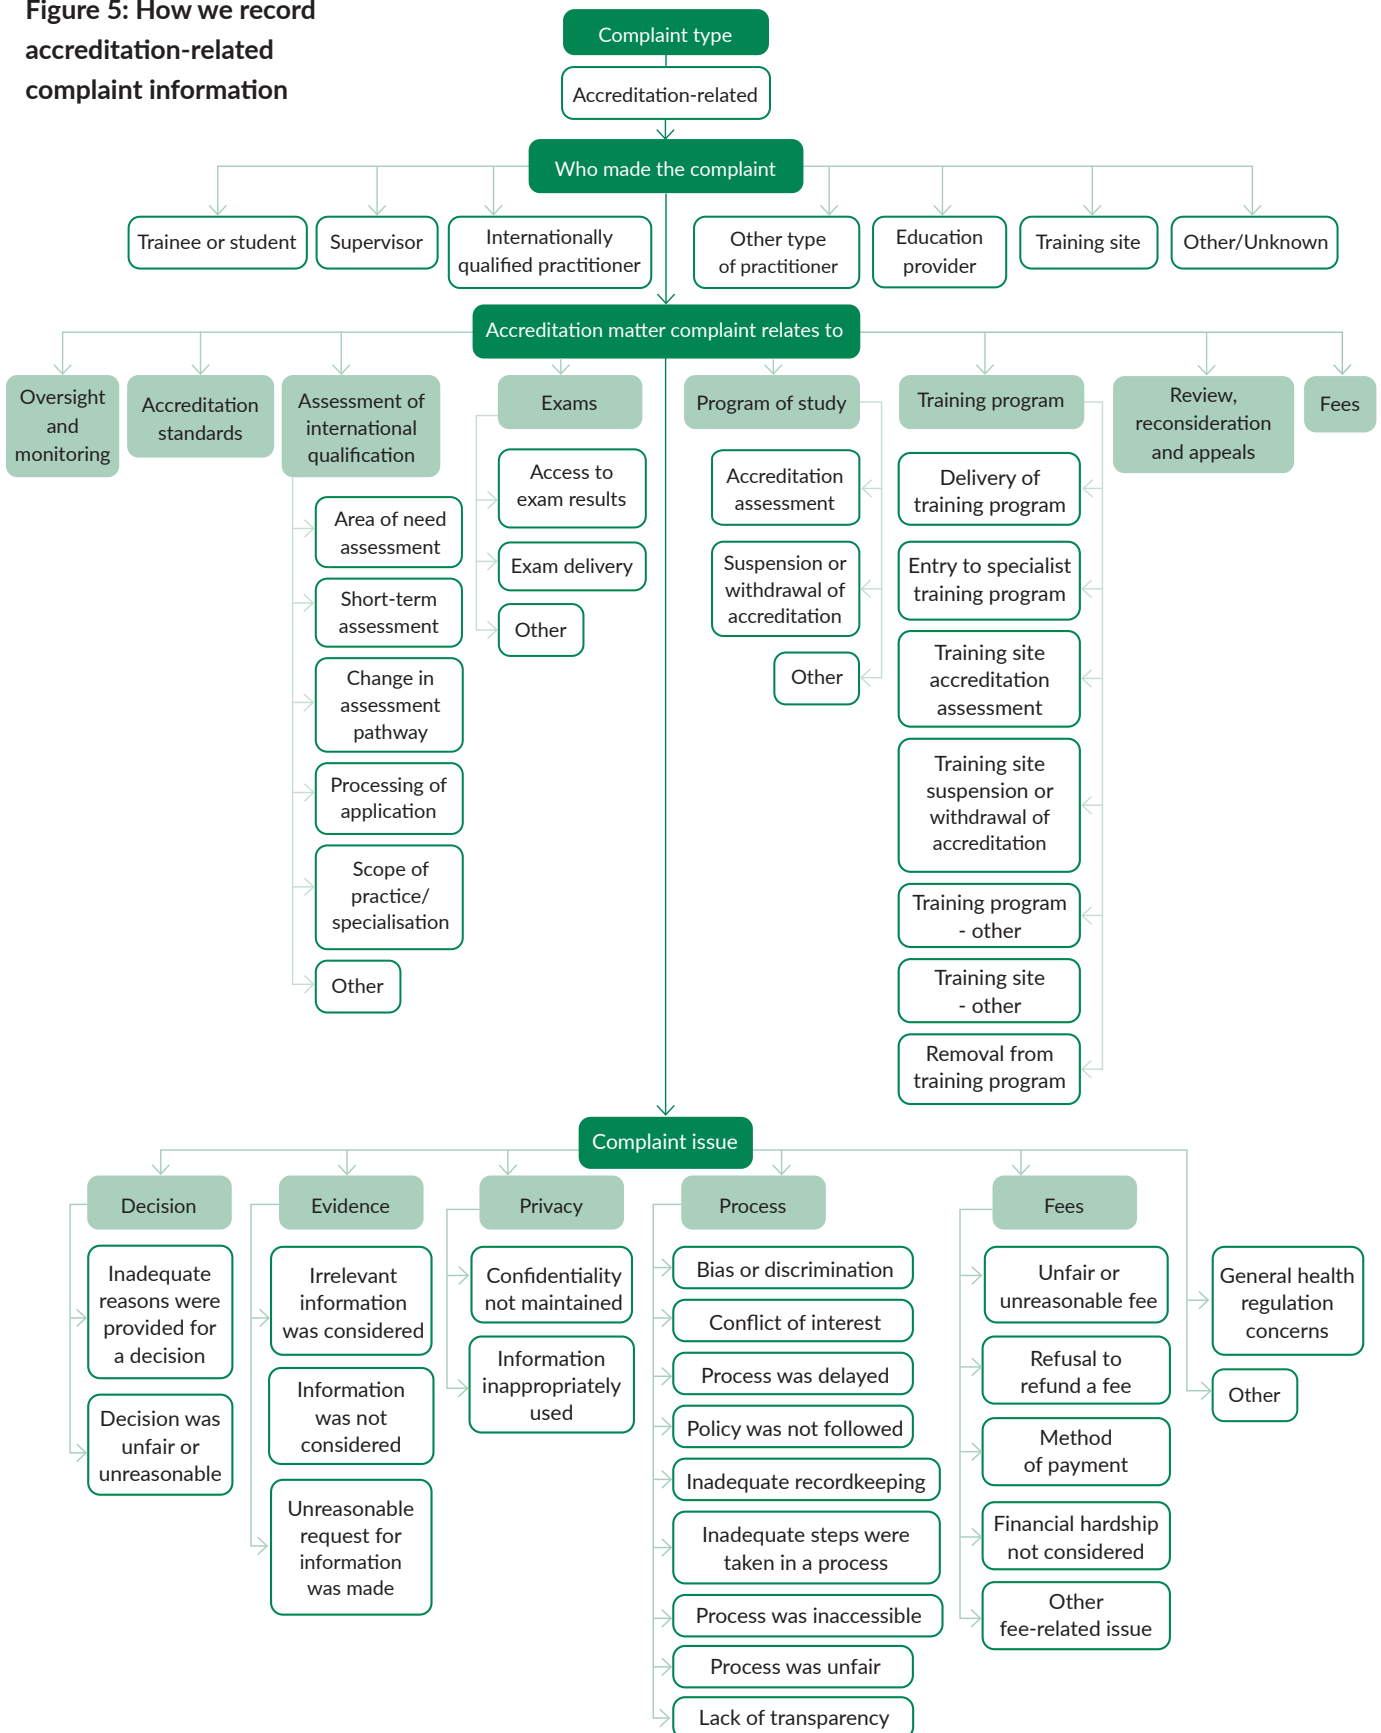 Figure 5: How we record
accreditation-related
complaint information
Complaint type
Accreditation-related
Who made the complaint
Trainee or student
Supervisor
Internationally
qualified practitioner
Other type
of practitioner
Education
provider
Training site
Other/Unknown
Accreditation matter complaint relates to
Oversight
and
monitoring
Accreditation
standards
Assessment of
international
qualification
Area of need
assessment
Short-term
assessment
Change in
assessment
pathway
Processing of
application
Scope of
practice/
specialisation
Other
Exams
Access to
exam results
Exam delivery
Other
Program of study
Accreditation
assessment
Suspension or
withdrawal of
accreditation
Other
Training program
Delivery of
training program
Entry to specialist
training program
Training site
accreditation
assessment
Training site
suspension or
withdrawal of
accreditation
Training program
- other
Training site
- other
Removal from
training program
Review,
reconsideration
and appeals
Fees
Complaint issue
Decision
Inadequate
reasons were
provided for
a decision
Decision was
unfair or
unreasonable
Evidence
Irrelevant
information
was considered
Information
was not
considered
Unreasonable
request for
information
was made
Privacy
Confidentiality
not maintained
Information
inappropriately
used
Process
Bias or discrimination
Conflict of interest
Process was delayed
Policy was not followed
Inadequate recordkeeping
Inadequate steps were
taken in a process
Process was inaccessible
Process was unfair
Lack of transparency
Fees
Unfair or
unreasonable fee
Refusal to
refund a fee
Method
of payment
Financial hardship
not considered
Other
fee-related issue
General health
regulation
concerns
Other